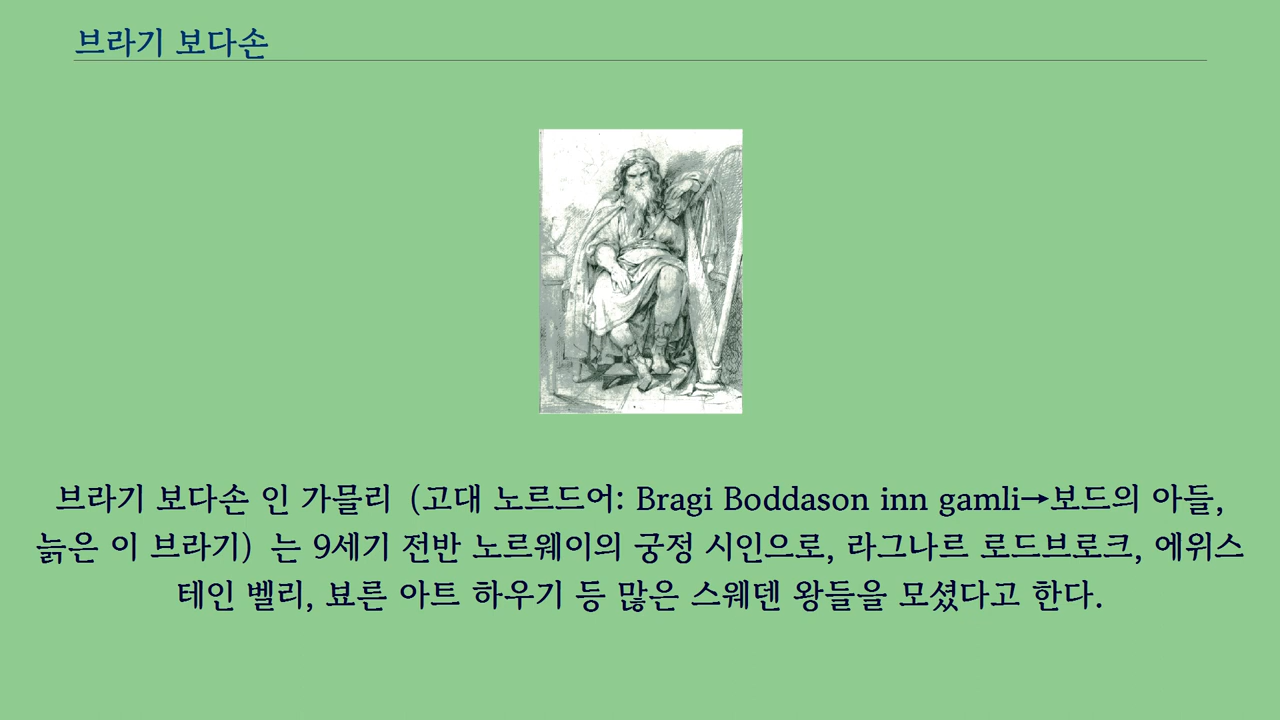 브라기 보다손
브라기 보다손 인 가믈리 (고대 노르드어: Bragi Boddason inn gamli→보드의 아들,
늙은 이 브라기) 는 9세기 전반 노르웨이의 궁정 시인으로, 라그나르 로드브로크, 에위스
테인 벨리, 뵤른 아트 하우기 등 많은 스웨덴 왕들을 모셨다고 한다.